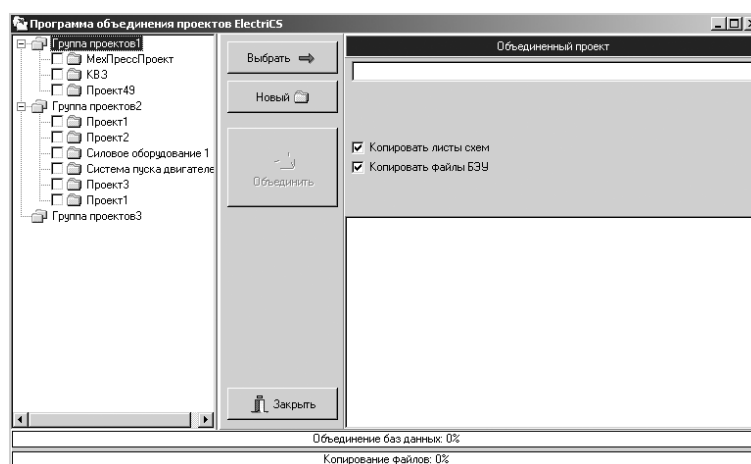 Программа объединения проектов ElectriCS
Группа проектов1
МехПрессПроект
КВ3
Проект49
Группа проектов2
Проект1
Проект2
Силовое оборудование 1
Система пуска двигателе
Проект3
Проект1
Группа проектов3
Выбрать
Новый
Объединить
Закрыть
Объединенный проект
Копировать листы схем
Копировать файлы БЭУ
Объединение баз данных: 0%
Копирование файлов: 0%